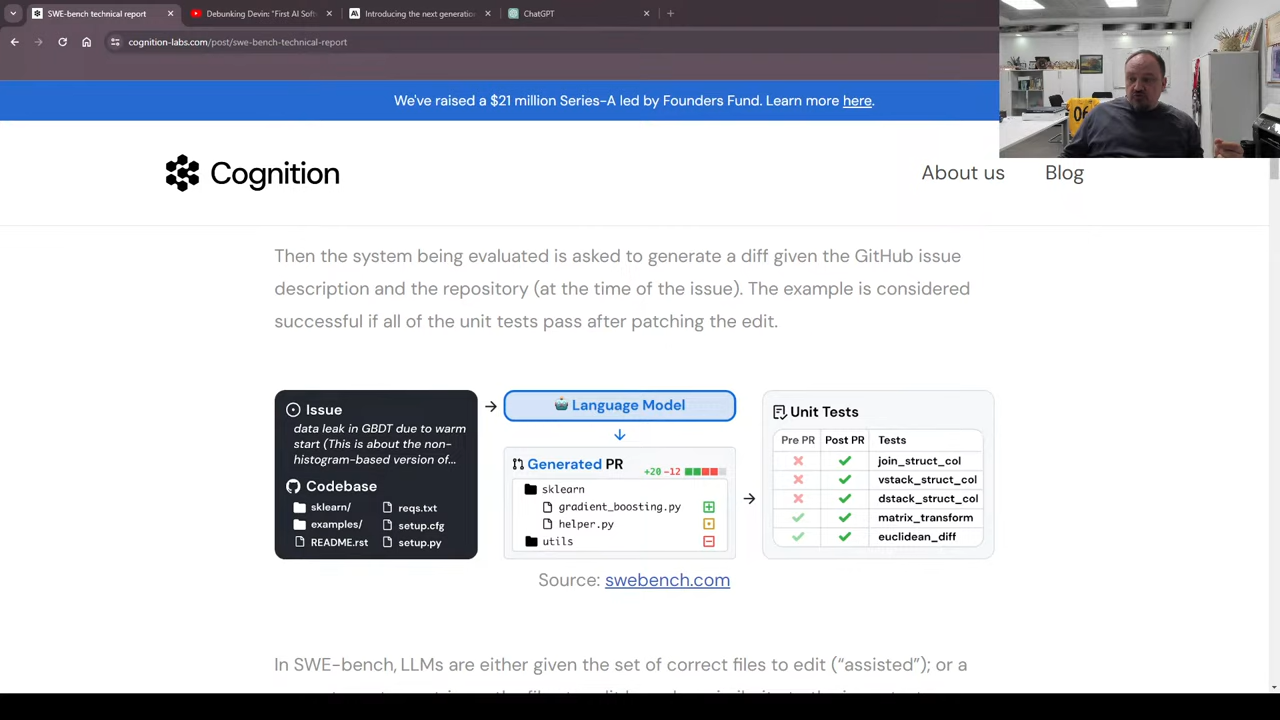 SWE-bench technical report
Debunking Devin: "First AI Soft
Introducing the next generation
ChatGPT
cognition-labs.com/post/swe-bench-technical-report
We've raised a $21 million Series-A led by Founders Fund. Learn more here.
06
Cognition
About us
Blog
Then the system being evaluated is asked to generate a diff given the GitHub issue
description and the repository (at the time of the issue). The example is considered
successful if all of the unit tests pass after patching the edit.
Issue
data leak in GBDT due to warm
start (This is about the non-
histogram-based version of...
Codebase
sklearn/
reqs.txt
examples/
setup.cfg
README.rst
setup.py
Language Model
Generated PR
+20 -12
sklearn
gradient_boosting.py
helper.py
utils
Unit Tests
Pre PR Post PR Tests
join_struct_col
vstack_struct_col
dstack_struct_col
matrix_transform
euclidean_diff
Source: swebench.com
In SWE-bench, LLMs are either given the set of correct files to edit (“assisted”); or a